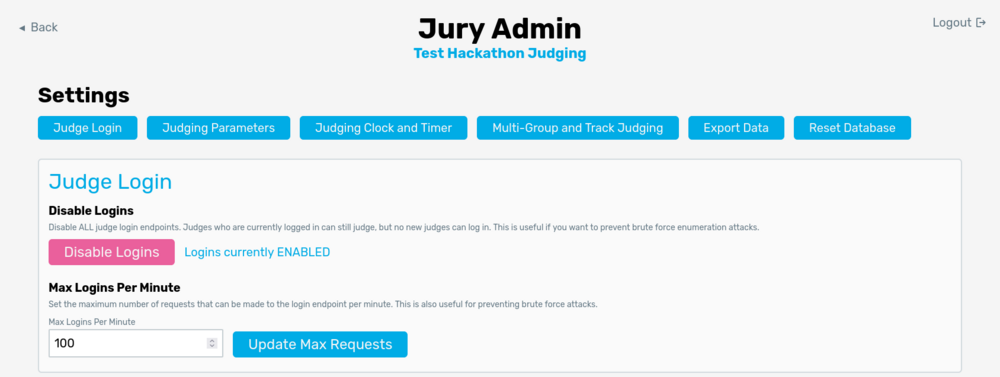 ◂ Back
Jury Admin
Logout
Test Hackathon Judging
Settings
Judge Login
Judging Parameters
Judging Clock and Timer
Multi-Group and Track Judging
Export Data
Reset Database
Judge Login
Disable Logins
Disable ALL judge login endpoints. Judges who are currently logged in can still judge, but no new judges can log in. This is useful if you want to prevent brute force enumeration attacks.
Disable Logins
Logins currently ENABLED
Max Logins Per Minute
Set the maximum number of requests that can be made to the login endpoint per minute. This is also useful for preventing brute force attacks.
Max Logins Per Minute
100
Update Max Requests